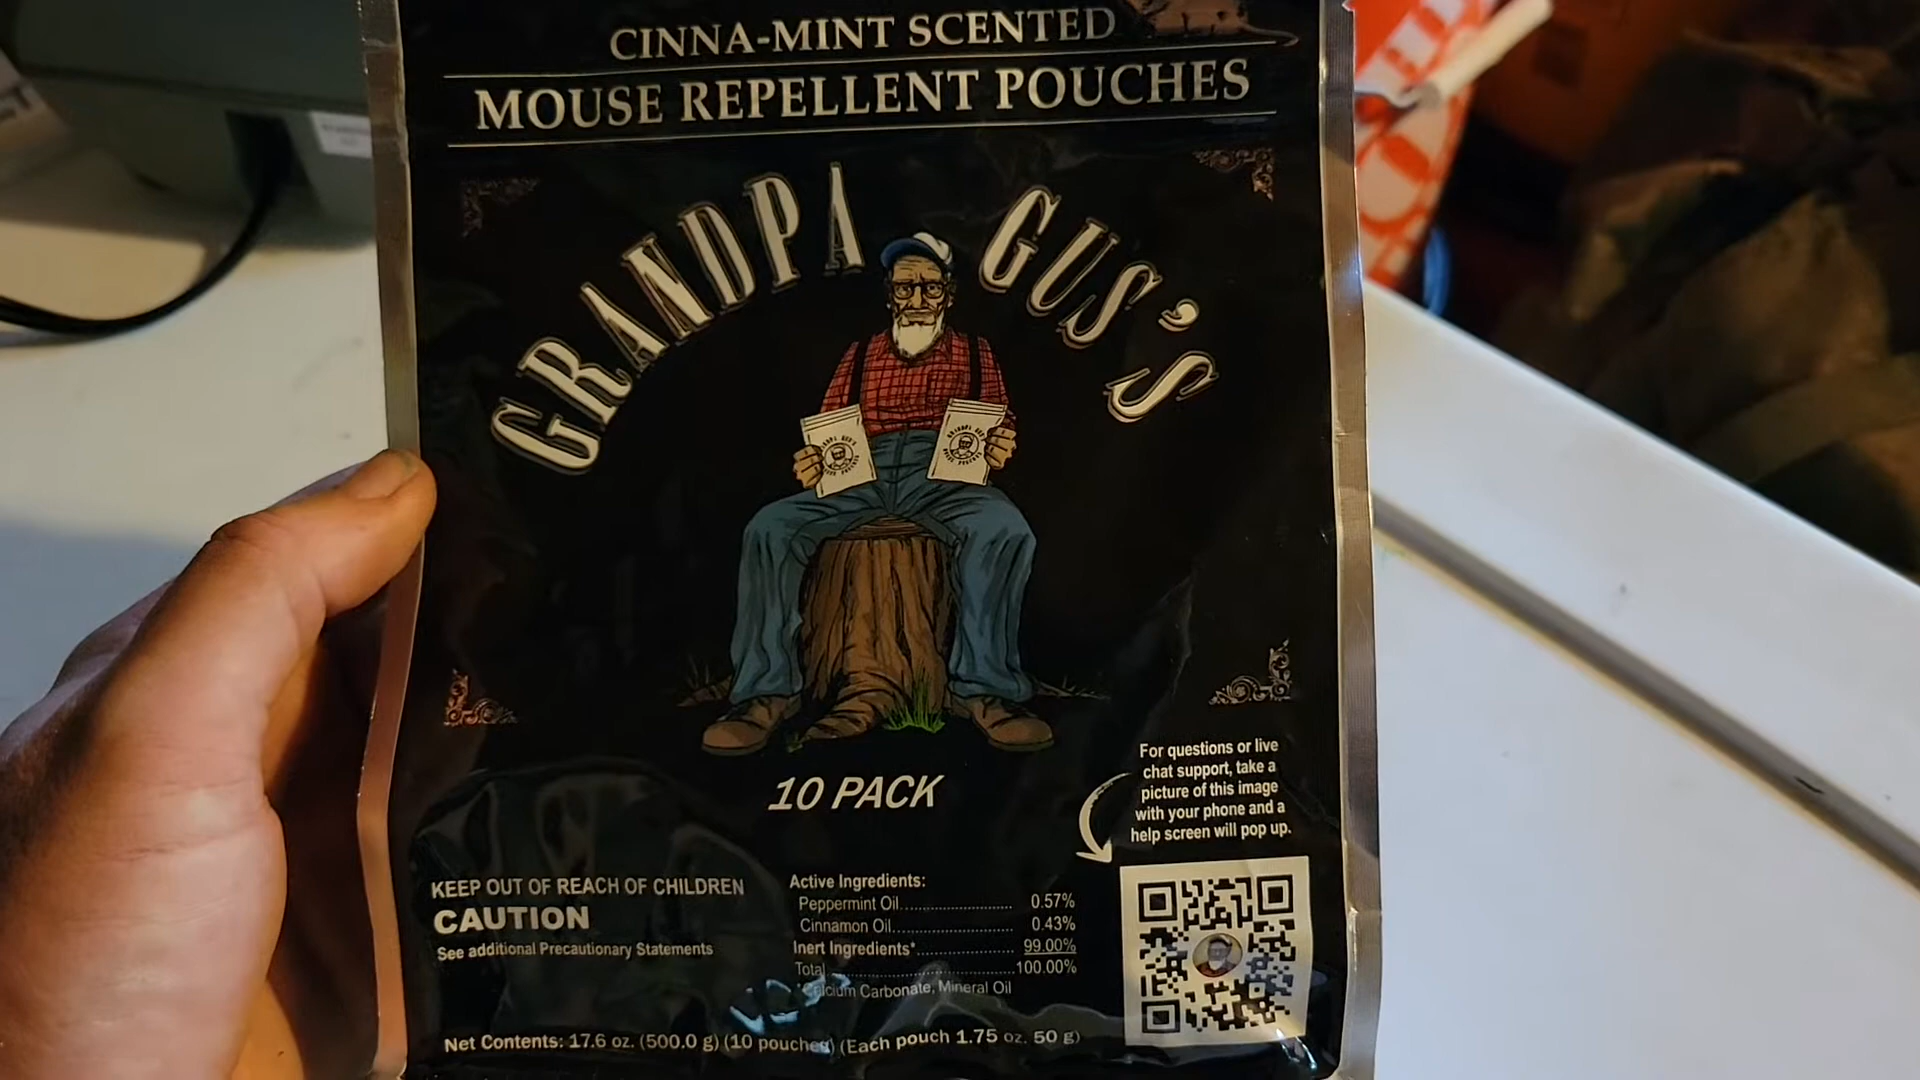 CINNA-MINT SCENTED
MOUSE REPELLENT POUCHES
GRANDPA GUS'S
10 PACK
For questions or live
chat support, take a
picture of this image
with your phone and a
help screen will pop up.
KEEP OUT OF REACH OF CHILDREN
CAUTION
See additional Precautionary Statements
Active Ingredients:
Peppermint Oil.......................... 0.57%
Cinnamon Oil............................ 0.43%
Inert Ingredients*...................... 99.00%
Total..........................................100.00%
*Calcium Carbonate, Mineral Oil
Net Contents: 17.6 oz. (500.0 g) (10 pouches) (Each pouch 1.75 oz. 50 g)